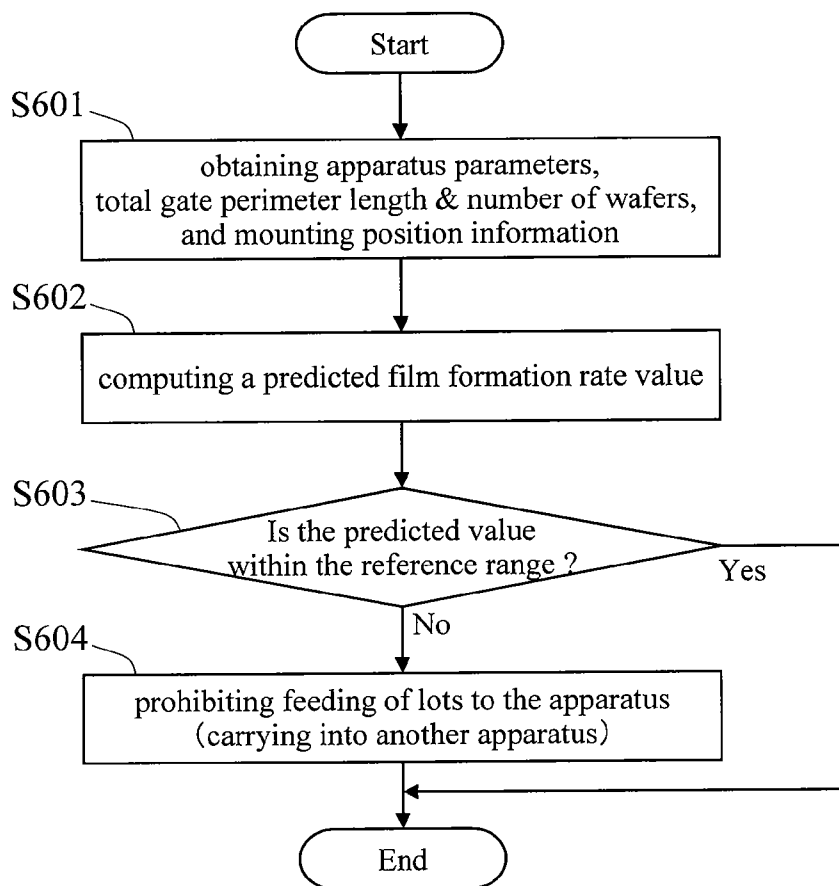 Start
S601
obtaining apparatus parameters,
total gate perimeter length & number of wafers,
and mounting position information
S602
computing a predicted film formation rate value
S603
Is the predicted value
within the reference range ?
Yes
No
S604
prohibiting feeding of lots to the apparatus
(carrying into another apparatus)
End